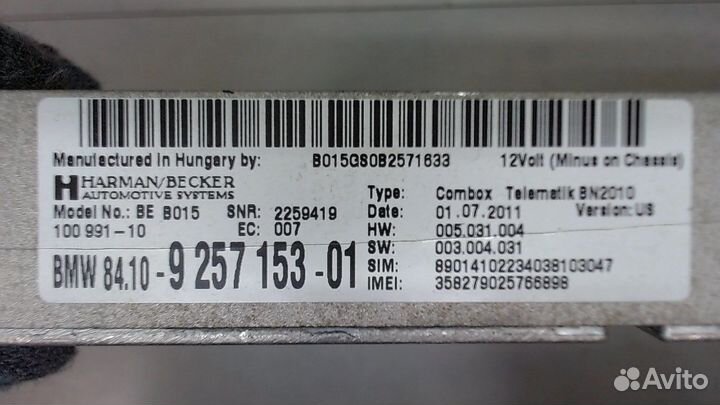 Manufactured in Hungary by: B015GS0B2571633 12Volt (Minus on Chassis)
HARMAN/BECKER
AUTOMOTIVE SYSTEMS
Type: Combox Telematik BN2010
Model No.: BE B015 SNR: 2259419 Date: 01.07.2011 Version: US
100 991-10 EC: 007 HW: 005.031.004
SW: 003.004.031
BMW 84.10-9 257 153-01 SIM: 89014102234038103047
IMEI: 358279025766898
Avito